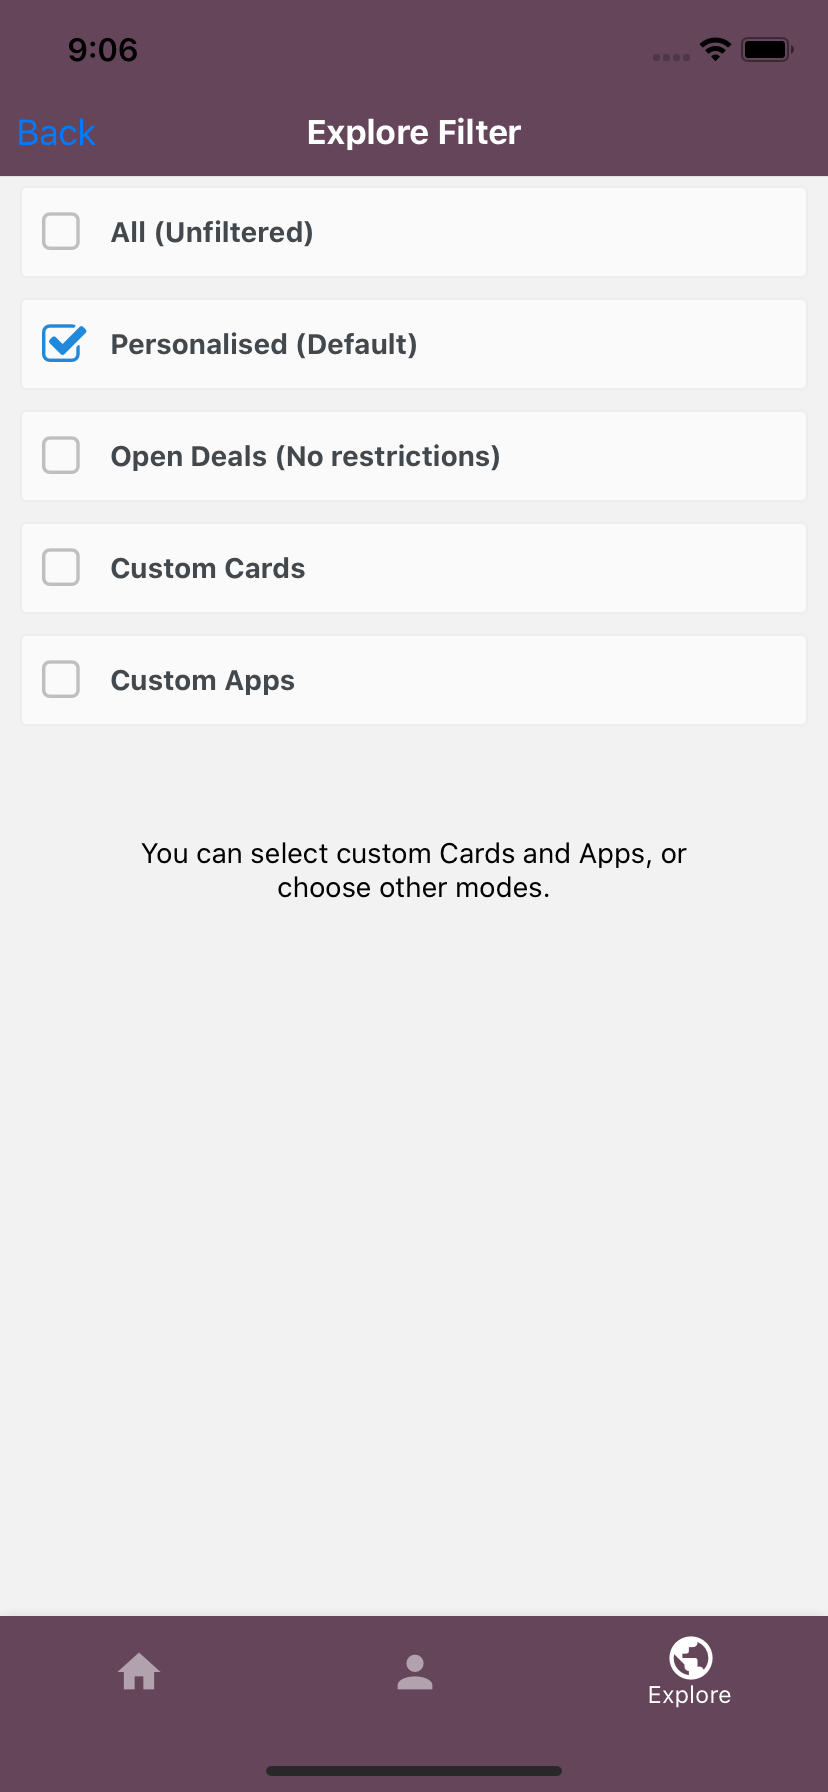 9:06
Back
Explore Filter
All (Unfiltered)
Personalised (Default)
Open Deals (No restrictions)
Custom Cards
Custom Apps
You can select custom Cards and Apps, or
choose other modes.
Explore